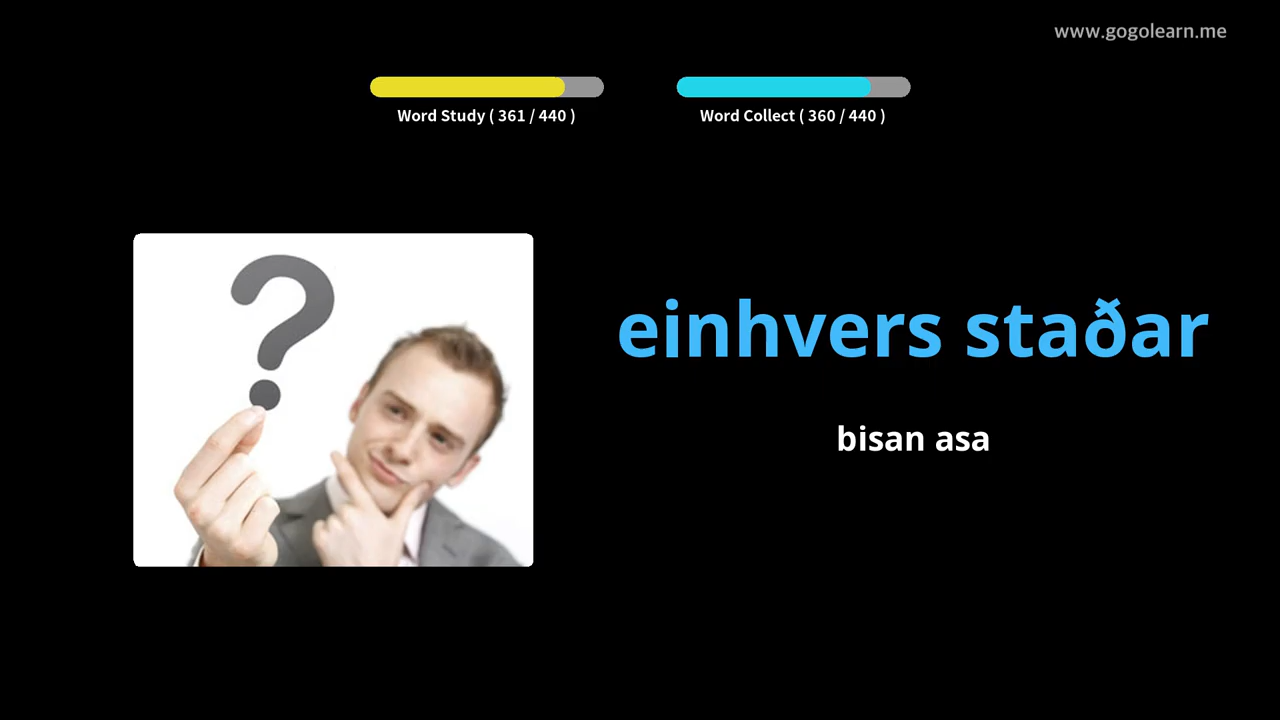 www.gogolearn.me
Word Study ( 361 / 440 )
Word Collect ( 360 / 440 )
einhvers staðar
bisan asa